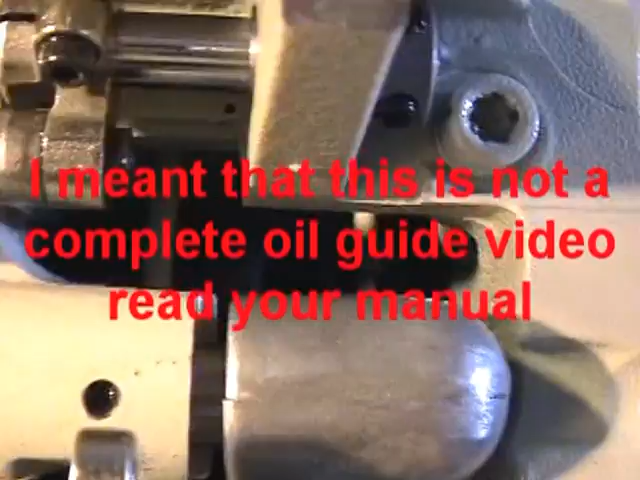 I meant that this is not a
complete oil guide video
read your manual